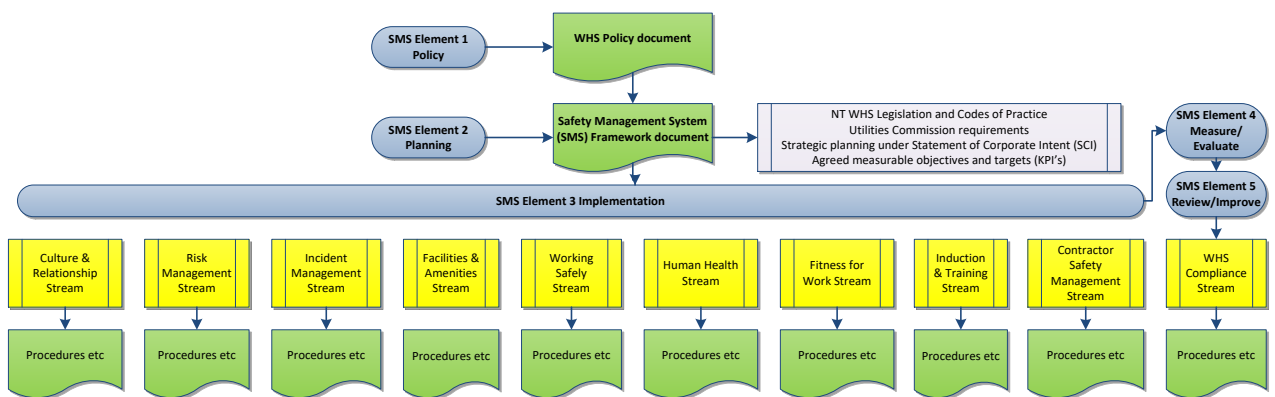 SMS Element 1
Policy
WHS Policy document
SMS Element 2
Planning
Safety Management System
(SMS) Framework document
NT WHS Legislation and Codes of Practice
Utilities Commission requirements
Strategic planning under Statement of Corporate Intent (SCI)
Agreed measurable objectives and targets (KPI's)
SMS Element 4
Measure/
Evaluate
SMS Element 3 Implementation
SMS Element 5
Review/Improve
Culture &
Relationship
Stream
Risk
Management
Stream
Incident
Management
Stream
Facilities &
Amenities
Stream
Working
Safely
Stream
Human Health
Stream
Fitness for
Work Stream
Induction
& Training
Stream
Contractor
Safety
Management
Stream
WHS
Compliance
Stream
Procedures etc
Procedures etc
Procedures etc
Procedures etc
Procedures etc
Procedures etc
Procedures etc
Procedures etc
Procedures etc
Procedures etc